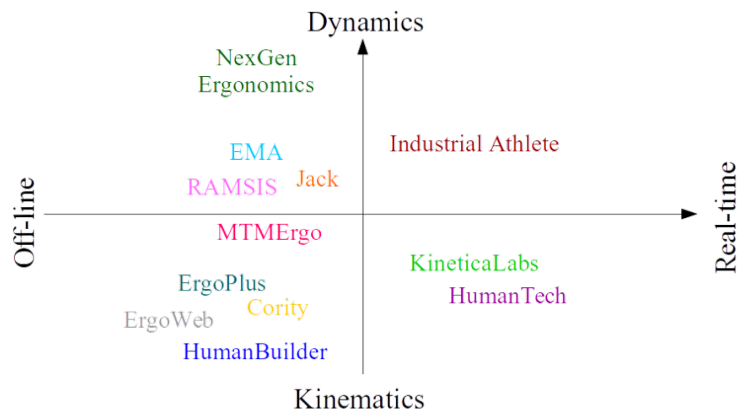 Dynamics
NexGen
Ergonomics
Industrial Athlete
EMA
Jack
RAMSIS
Off-line
Real-time
MTMErgo
KineticaLabs
ErgoPlus
HumanTech
Cority
ErgoWeb
HumanBuilder
Kinematics